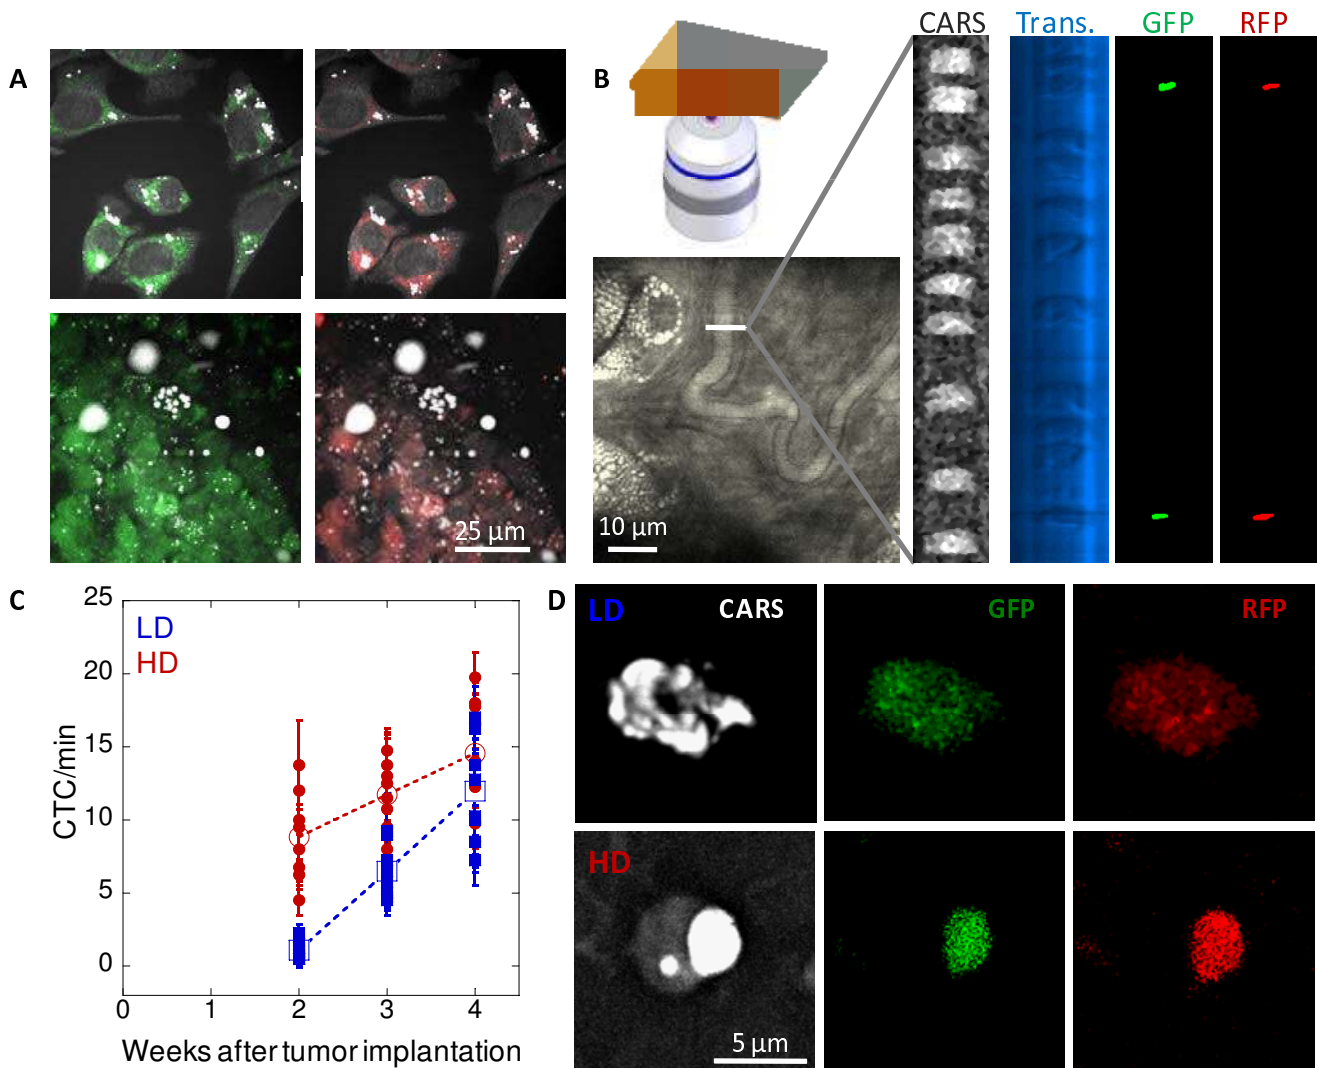 A
25 µm
B
CARS
Trans.
GFP
RFP
10 µm
C
25
20
15
10
5
0
0
1
2
3
4
LD
HD
CTC/min
Weeks after tumor implantation
D
LD
CARS
GFP
RFP
HD
5 µm